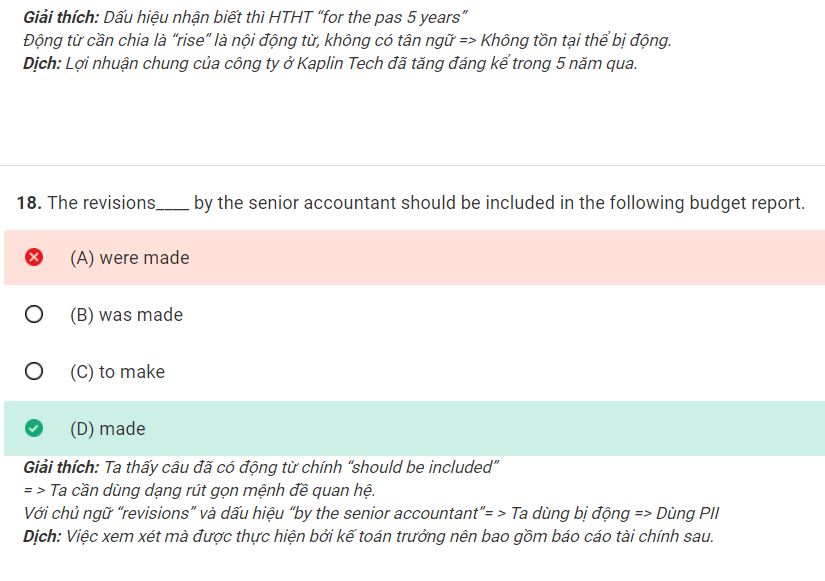 Giải thích: Dấu hiệu nhận biết thì HTHT “for the pas 5 years”
Động từ cần chia là “rise” là nội động từ, không có tân ngữ => Không tồn tại thể bị động.
Dịch: Lợi nhuận chung của công ty ở Kaplin Tech đã tăng đáng kể trong 5 năm qua.
18. The revisions____ by the senior accountant should be included in the following budget report.
(A) were made
(B) was made
(C) to make
(D) made
Giải thích: Ta thấy câu đã có động từ chính “should be included”
= > Ta cần dùng dạng rút gọn mệnh đề quan hệ.
Với chủ ngữ “revisions” và dấu hiệu “by the senior accountant”= > Ta dùng bị động => Dùng PII
Dịch: Việc xem xét mà được thực hiện bởi kế toán trưởng nên bao gồm báo cáo tài chính sau.